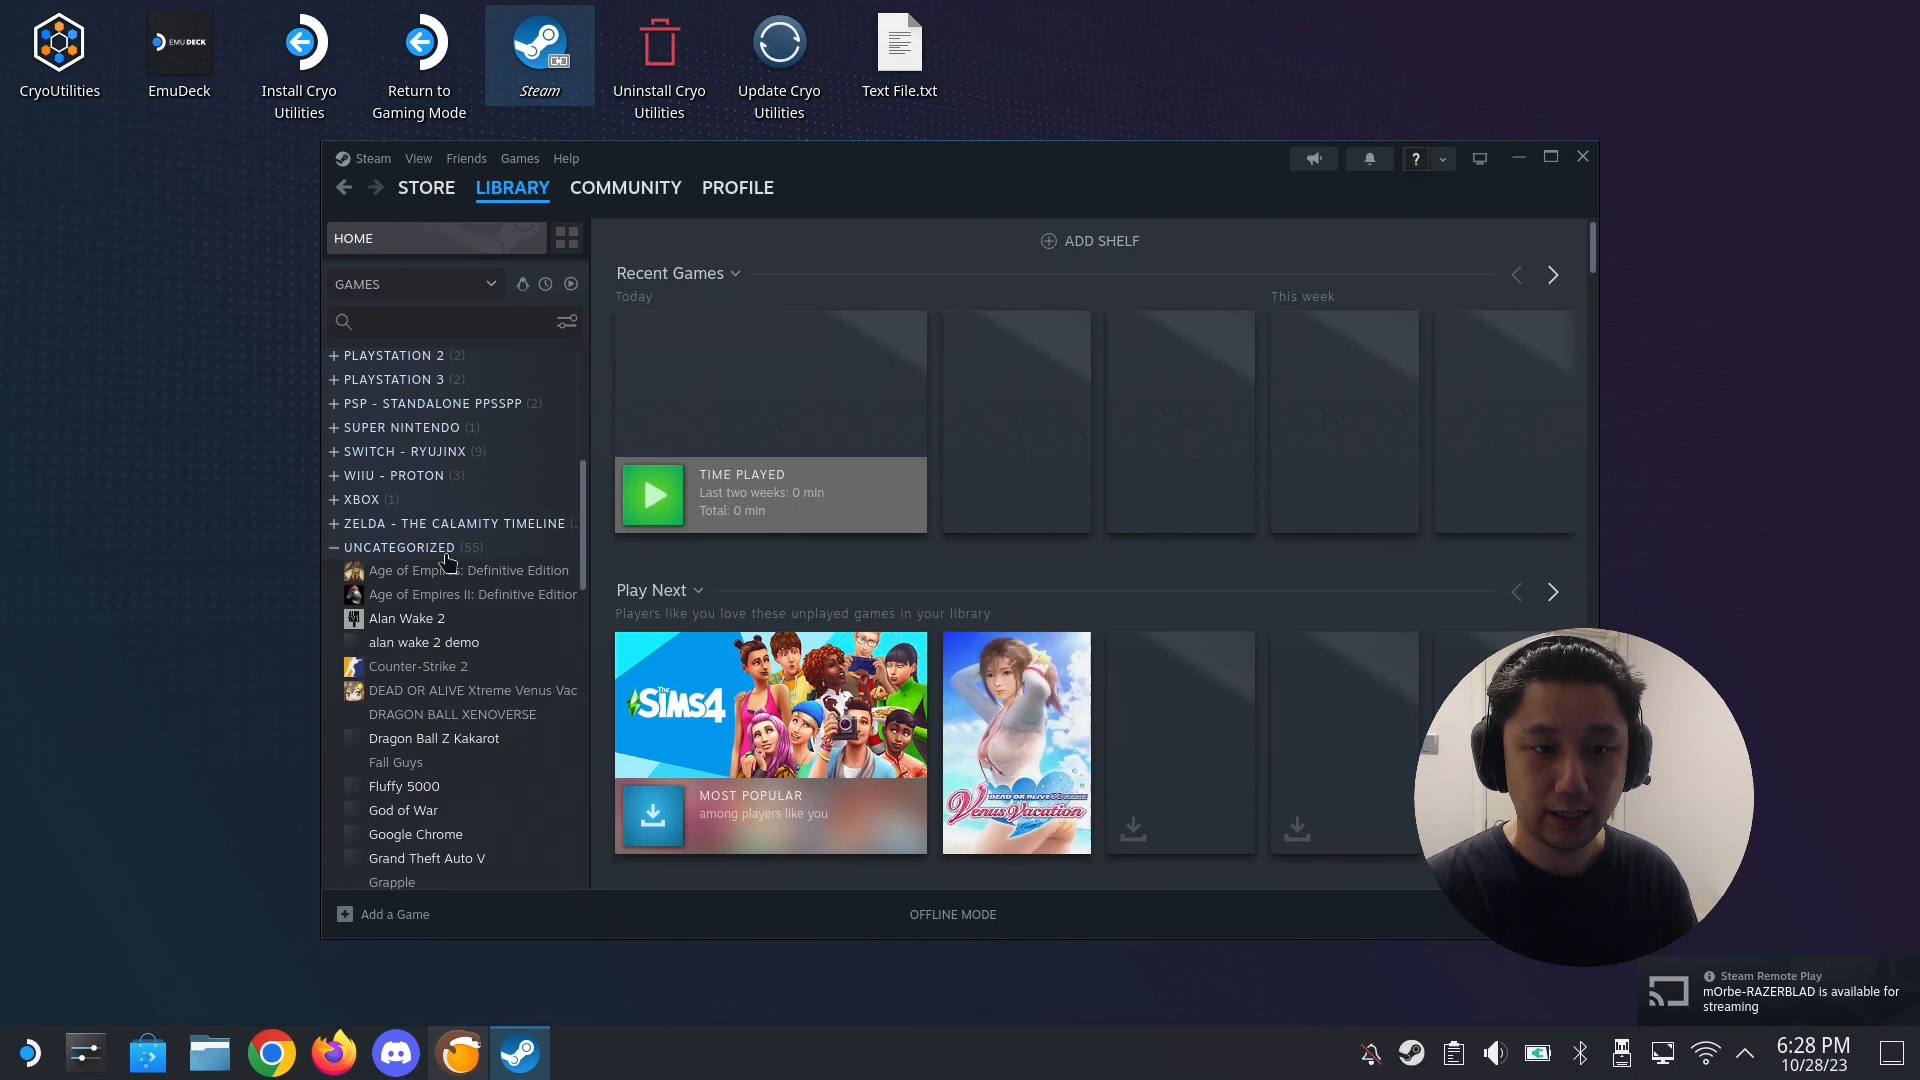 CryoUtilities
EMUDECK
EmuDeck
Install Cryo
Utilities
Return to
Gaming Mode
Steam
Uninstall Cryo
Utilities
Update Cryo
Utilities
Text File.txt
Steam View Friends Games Help
?
STORE LIBRARY COMMUNITY PROFILE
HOME
ADD SHELF
GAMES
Recent Games
Today
This week
PLAYSTATION 2 (2)
PLAYSTATION 3 (2)
PSP - STANDALONE PPSSPP (2)
SUPER NINTENDO (1)
SWITCH - RYUJINX (9)
WIIU - PROTON (3)
XBOX (1)
ZELDA - THE CALAMITY TIMELINE
UNCATEGORIZED (55)
Age of Empires: Definitive Edition
Age of Empires II: Definitive Edition
Alan Wake 2
alan wake 2 demo
Counter-Strike 2
DEAD OR ALIVE Xtreme Venus Vac
DRAGON BALL XENOVERSE
Dragon Ball Z Kakarot
Fall Guys
Fluffy 5000
God of War
Google Chrome
Grand Theft Auto V
Grapple
TIME PLAYED
Last two weeks: 0 min
Total: 0 min
Play Next
Players like you love these unplayed games in your library
The SIMS4
DEAD OR ALIVE Xtreme
Venus Vacation
MOST POPULAR
among players like you
Add a Game
OFFLINE MODE
Steam Remote Play
mOrbe-RAZERBLAD is available for
streaming
6:28 PM
10/28/23